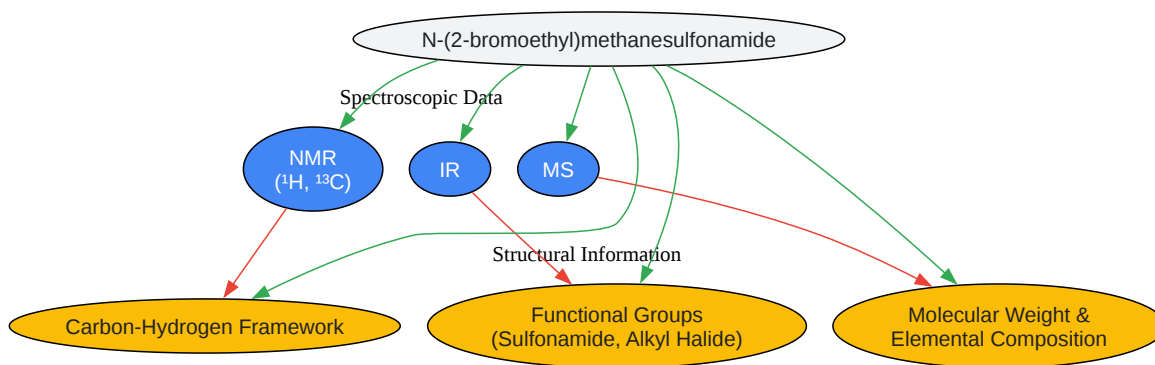 N-(2-bromoethyl)methanesulfonamide
Spectroscopic Data
NMR
(¹H, ¹³C)
IR
MS
Structural Information
Carbon-Hydrogen Framework
Functional Groups
(Sulfonamide, Alkyl Halide)
Molecular Weight &
Elemental Composition